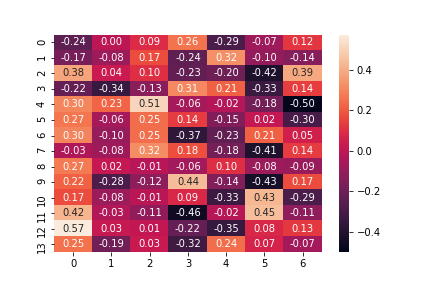 0 -0.24 0.00 0.09 0.26 -0.29 -0.07 0.12
1 -0.17 -0.08 0.17 -0.24 0.32 -0.10 -0.14
2 0.38 0.04 0.10 -0.23 -0.20 -0.42 0.39
3 -0.22 -0.34 -0.13 0.31 0.21 -0.33 0.14
4 0.30 0.23 0.51 -0.06 -0.02 -0.18 -0.50
5 0.27 -0.06 0.25 0.14 -0.15 0.02 -0.30
6 0.30 -0.10 0.25 -0.37 -0.23 0.21 0.05
7 -0.03 -0.08 0.32 0.18 -0.18 -0.41 0.14
8 0.27 0.02 -0.01 -0.06 0.10 -0.08 -0.09
9 0.22 -0.28 -0.12 0.44 -0.14 -0.43 0.17
10 0.17 -0.08 -0.01 0.09 -0.33 0.43 -0.29
11 0.42 -0.03 -0.11 -0.46 -0.02 0.45 -0.11
12 0.57 0.03 0.01 -0.22 -0.35 0.08 0.13
13 0.25 -0.19 0.03 -0.32 0.24 0.07 -0.07
0 1 2 3 4 5 6
0.4
0.2
0.0
−0.2
−0.4